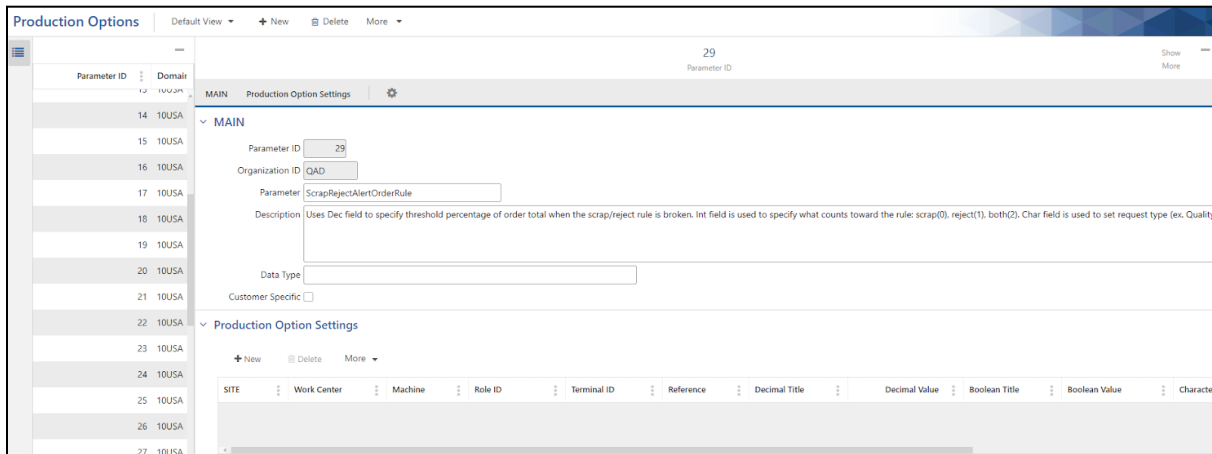 Production Options Default View New Delete More
29
Parameter ID
Show
More
Parameter ID Domain
13 10USA
14 10USA
15 10USA
16 10USA
17 10USA
18 10USA
19 10USA
20 10USA
21 10USA
22 10USA
23 10USA
24 10USA
25 10USA
26 10USA
27 10USA
MAIN Production Option Settings
MAIN
Parameter ID 29
Organization ID QAD
Parameter ScrapRejectAlertOrderRule
Description Uses Dec field to specify threshold percentage of order total when the scrap/reject rule is broken. Int field is used to specify what counts toward the rule: scrap(0), reject(1), both(2). Char field is used to set request type (ex. Quality
Data Type
Customer Specific
Production Option Settings
New Delete More
SITE Work Center Machine Role ID Terminal ID Reference Decimal Title Decimal Value Boolean Title Boolean Value Characte